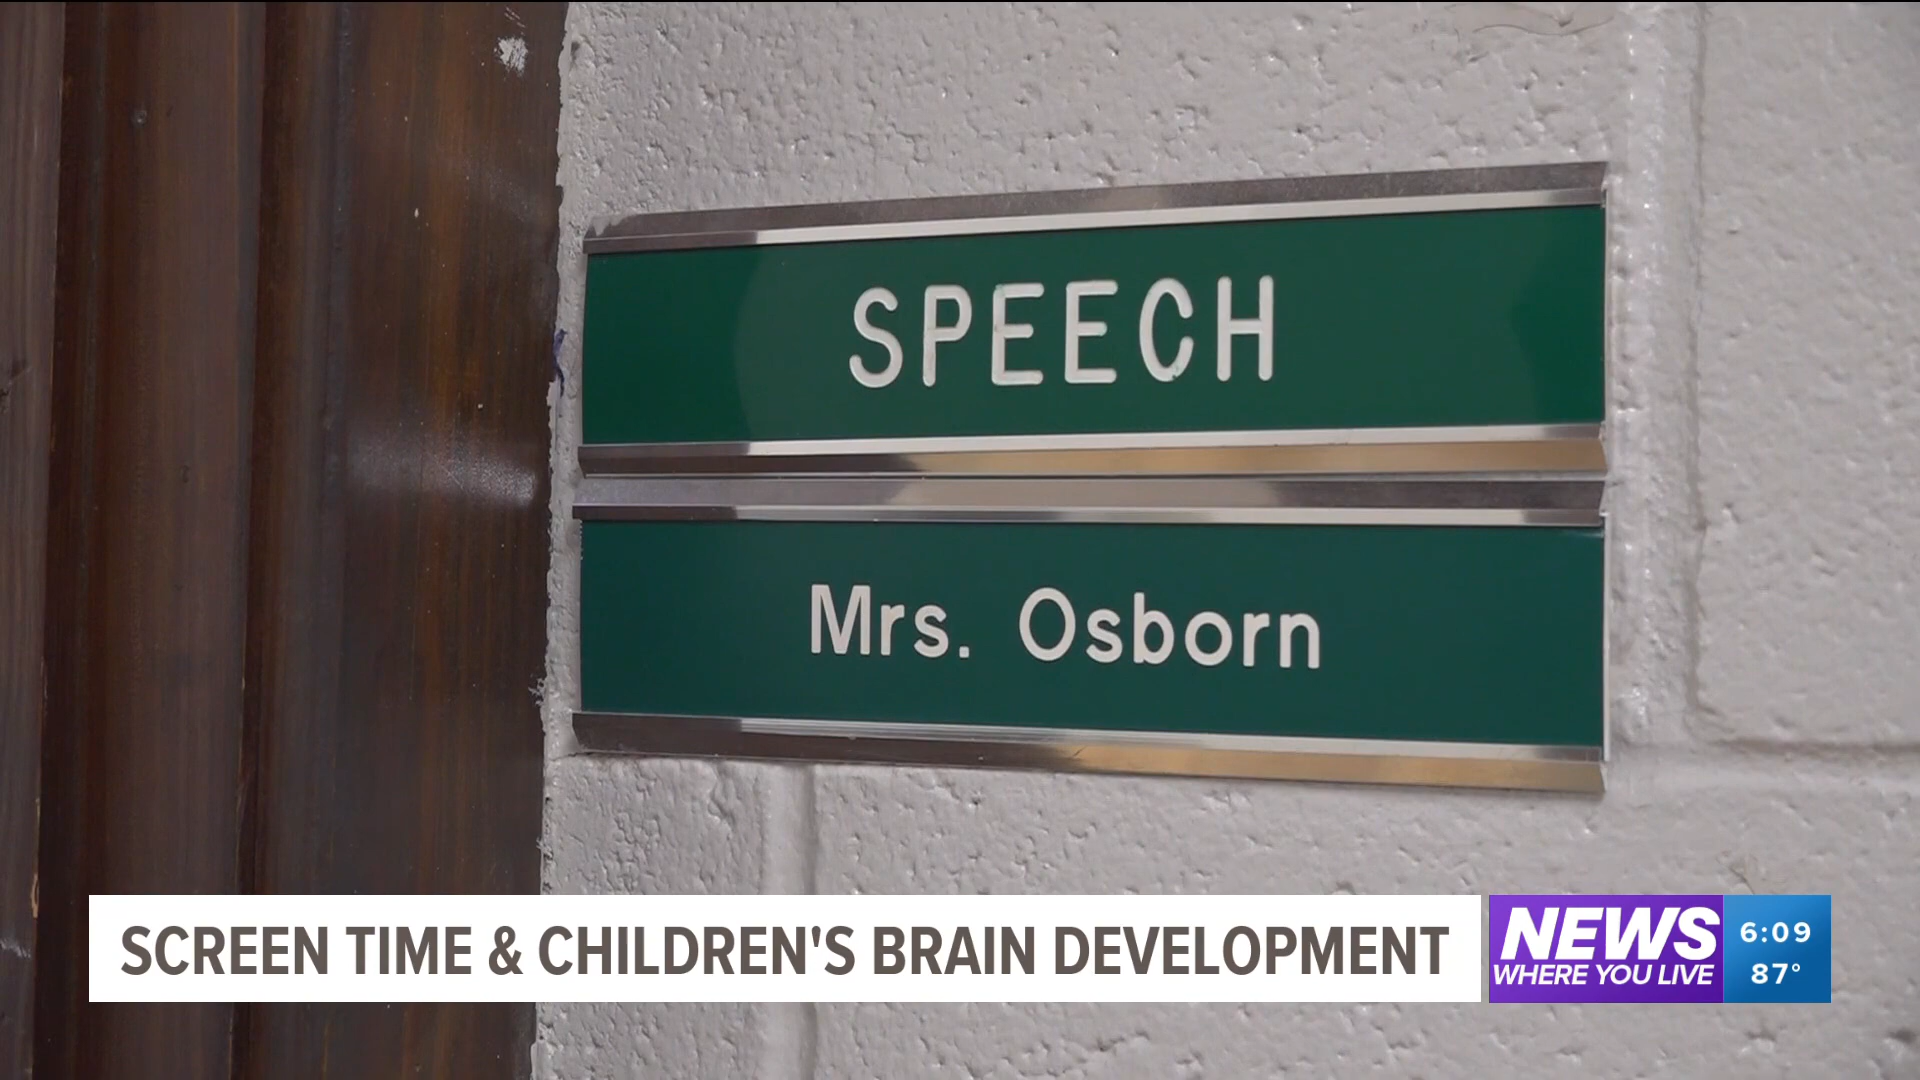 SPEECH
Mrs. Osborn
SCREEN TIME & CHILDREN'S BRAIN DEVELOPMENT
NEWS
WHERE YOU LIVE
6:09
87°